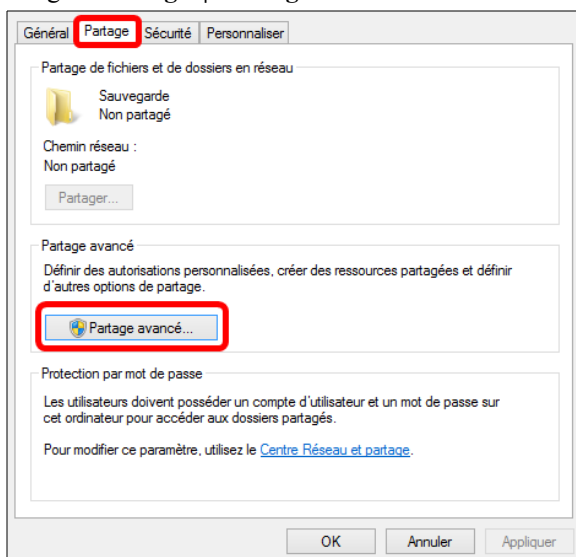 Général Partage Sécurité Personnaliser
Partage de fichiers et de dossiers en réseau
Sauvegarde
Non partagé
Chemin réseau :
Non partagé
Partager...
Partage avancé
Définir des autorisations personnalisées, créer des ressources partagées et définir
d'autres options de partage.
Partage avancé...
Protection par mot de passe
Les utilisateurs doivent posséder un compte d'utilisateur et un mot de passe sur
cet ordinateur pour accéder aux dossiers partagés.
Pour modifier ce paramètre, utilisez le Centre Réseau et partage.
OK Annuler Appliquer